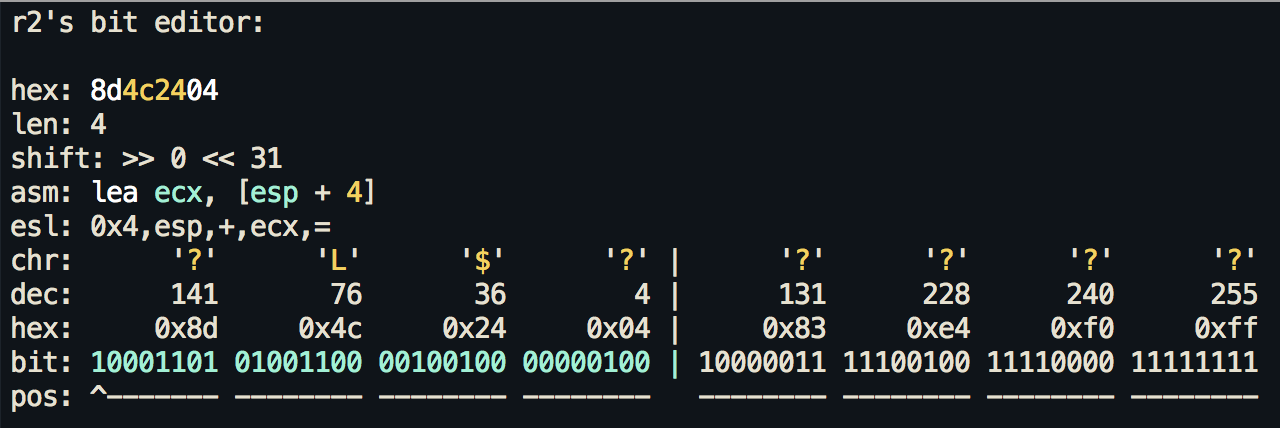 r2's bit editor:
hex: 8d4c2404
len: 4
shift: >> 0 << 31
asm: lea ecx, [esp + 4]
esl: 0x4,esp,+,ecx,=
chr: '?' 'L' '$' '?' | '?' '?' '?' '?'
dec: 141 76 36 4 | 131 228 240 255
hex: 0x8d 0x4c 0x24 0x04 | 0x83 0xe4 0xf0 0xff
bit: 10001101 01001100 00100100 00000100 | 10000011 11100100 11110000 11111111
pos: ^------- -------- -------- -------- -------- -------- -------- --------